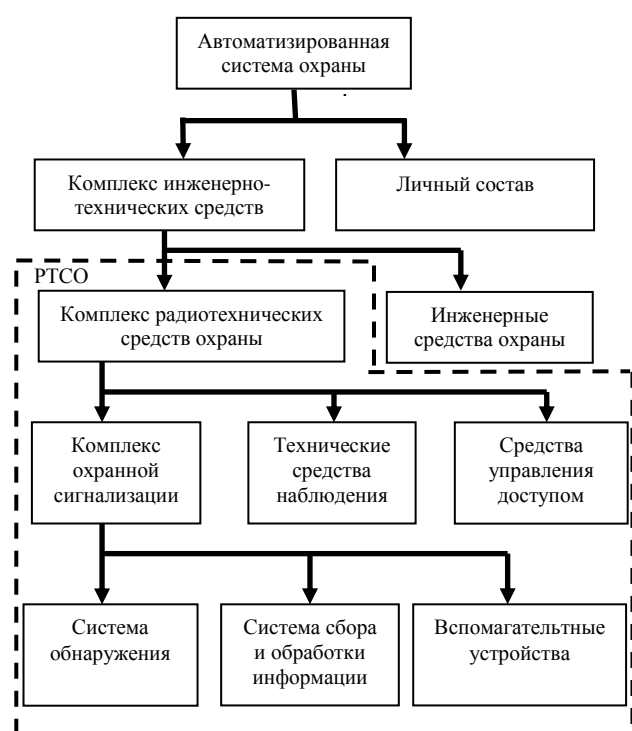 Автоматизированная
система охраны
Комплекс инженерно-
технических средств
Личный состав
РТСО
Комплекс радиотехнических
средств охраны
Инженерные
средства охраны
Комплекс
охранной
сигнализации
Технические
средства
наблюдения
Средства
управления
доступом
Система
обнаружения
Система сбора
и обработки
информации
Вспомагательтные
устройства